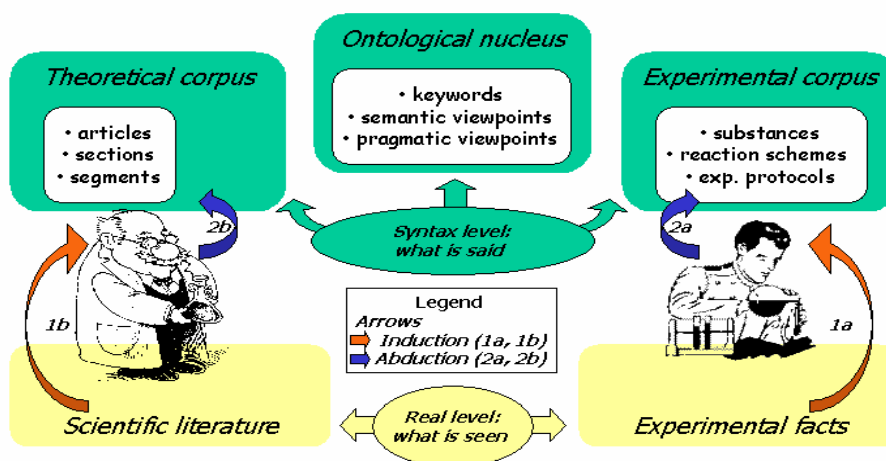 Ontological nucleus
• keywords
• semantic viewpoints
• pragmatic viewpoints
Theoretical corpus
• articles
• sections
• segments
Experimental corpus
• substances
• reaction schemes
• exp. protocols
2b
2a
Syntax level:
what is said
1b
1a
Legend
Arrows
Induction (1a, 1b)
Abduction (2a, 2b)
Scientific literature
Real level:
what is seen
Experimental facts